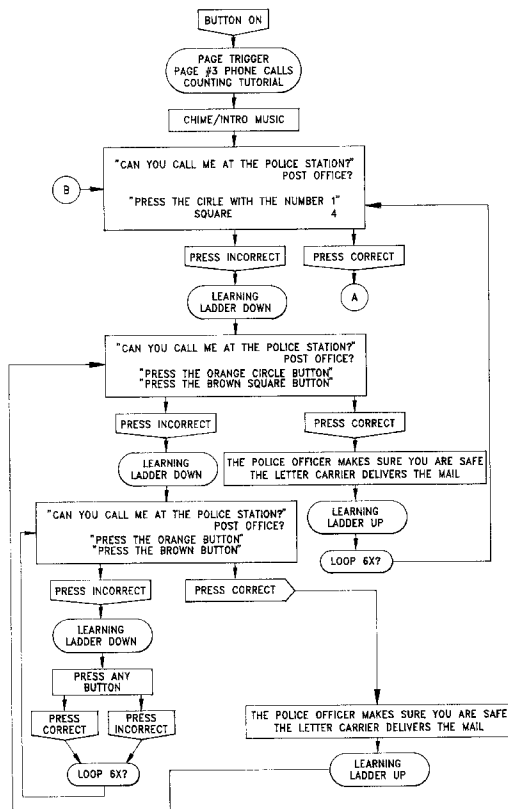 BUTTON ON
PAGE TRIGGER
PAGE #3 PHONE CALLS
COUNTING TUTORIAL
CHIME/INTRO MUSIC
B
"CAN YOU CALL ME AT THE POLICE STATION?"
POST OFFICE?
"PRESS THE CIRLE WITH THE NUMBER 1"
SQUARE 4
PRESS INCORRECT
PRESS CORRECT
LEARNING
LADDER DOWN
A
"CAN YOU CALL ME AT THE POLICE STATION?"
POST OFFICE?
"PRESS THE ORANGE CIRCLE BUTTON"
"PRESS THE BROWN SQUARE BUTTON"
PRESS INCORRECT
PRESS CORRECT
LEARNING
LADDER DOWN
THE POLICE OFFICER MAKES SURE YOU ARE SAFE
THE LETTER CARRIER DELIVERS THE MAIL
LEARNING
LADDER UP
LOOP 6X?
"CAN YOU CALL ME AT THE POLICE STATION?"
POST OFFICE?
"PRESS THE ORANGE BUTTON"
"PRESS THE BROWN BUTTON"
PRESS INCORRECT
PRESS CORRECT
LEARNING
LADDER DOWN
PRESS ANY
BUTTON
PRESS
CORRECT
PRESS
INCORRECT
LOOP 6X?
THE POLICE OFFICER MAKES SURE YOU ARE SAFE
THE LETTER CARRIER DELIVERS THE MAIL
LEARNING
LADDER UP